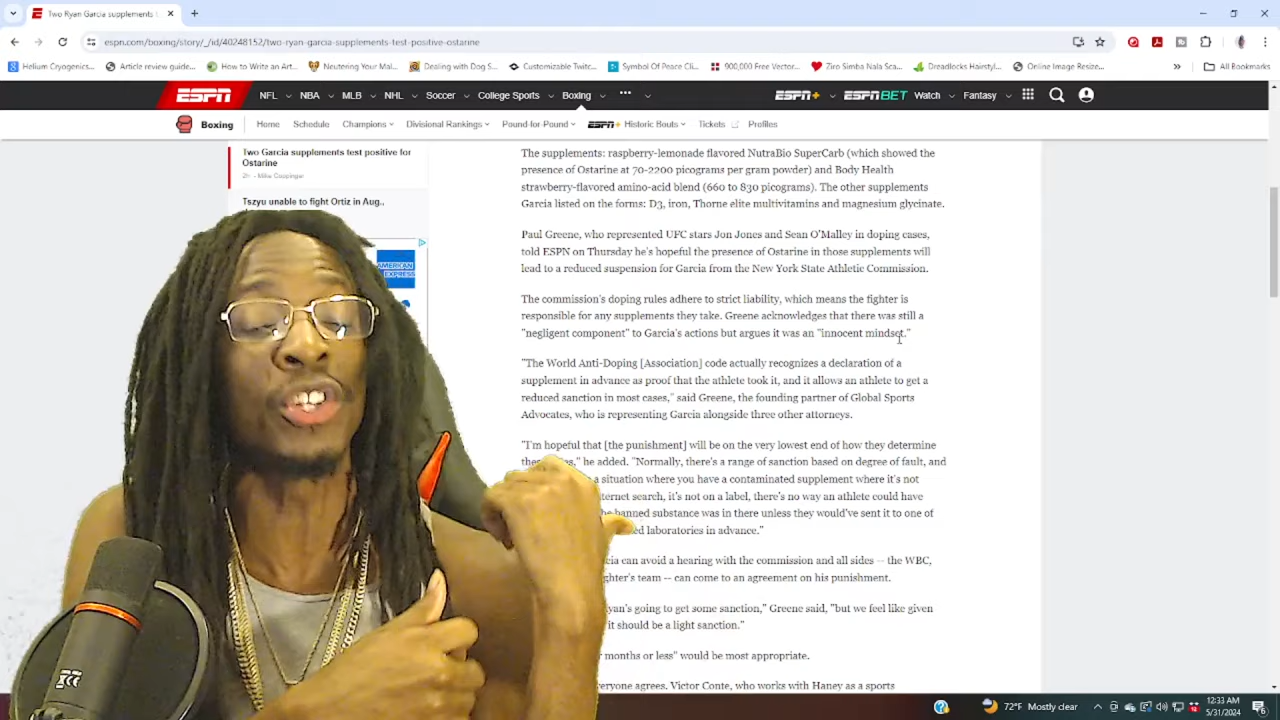 Two Ryan Garcia supplements t
espn.com/boxing/story/_/id/40248152/two-ryan-garcia-supplements-test-positive-ostarine
Helium Cryogenics...
Article review guide...
How to Write an Art...
Neutering Your Mal...
Dealing with Dog S...
Customizable Twitc...
Symbol Of Peace Cli...
900,000 Free Vector...
Ziro Simba Nala Sca...
Dreadlocks Hairstyl...
Online Image Resize...
»
All Bookmarks
ESPN
NFL
NBA
MLB
NHL
Soccer
College Sports
Boxing
...
ESPN+
ESPN BET
Watch
Fantasy
Boxing
Home
Schedule
Champions
Divisional Rankings
Pound-for-Pound
ESPN+ Historic Bouts
Tickets
Profiles
Two Garcia supplements test positive for
Ostarine
2h - Mike Coppinger
Tszyu unable to fight Ortiz in Aug..
AMERICAN
EXPRESS
The supplements: raspberry-lemonade flavored NutraBio SuperCarb (which showed the
presence of Ostarine at 70-2200 picograms per gram powder) and Body Health
strawberry-flavored amino-acid blend (660 to 830 picograms). The other supplements
Garcia listed on the forms: D3, iron, Thorne elite multivitamins and magnesium glycinate.
Paul Greene, who represented UFC stars Jon Jones and Sean O'Malley in doping cases,
told ESPN on Thursday he's hopeful the presence of Ostarine in those supplements will
lead to a reduced suspension for Garcia from the New York State Athletic Commission.
The commission's doping rules adhere to strict liability, which means the fighter is
responsible for any supplements they take. Greene acknowledges that there was still a
"negligent component" to Garcia's actions but argues it was an "innocent mindset."
"The World Anti-Doping [Association] code actually recognizes a declaration of a
supplement in advance as proof that the athlete took it, and it allows an athlete to get a
reduced sanction in most cases," said Greene, the founding partner of Global Sports
Advocates, who is representing Garcia alongside three other attorneys.
"I'm hopeful that [the punishment] will be on the very lowest end of how they determine
he added. "Normally, there's a range of sanction based on degree of fault, and
a situation where you have a contaminated supplement where it's not
ternet search, it's not on a label, there's no way an athlete could have
banned substance was in there unless they would've sent it to one of
ed laboratories in advance."
cia can avoid a hearing with the commission and all sides -- the WBC,
ghter's team -- can come to an agreement on his punishment.
yan's going to get some sanction," Greene said, "but we feel like given
it should be a light sanction."
months or less" would be most appropriate.
veryone agrees. Victor Conte, who works with Haney as a sports
72°F Mostly clear
12:33 AM
5/31/2024